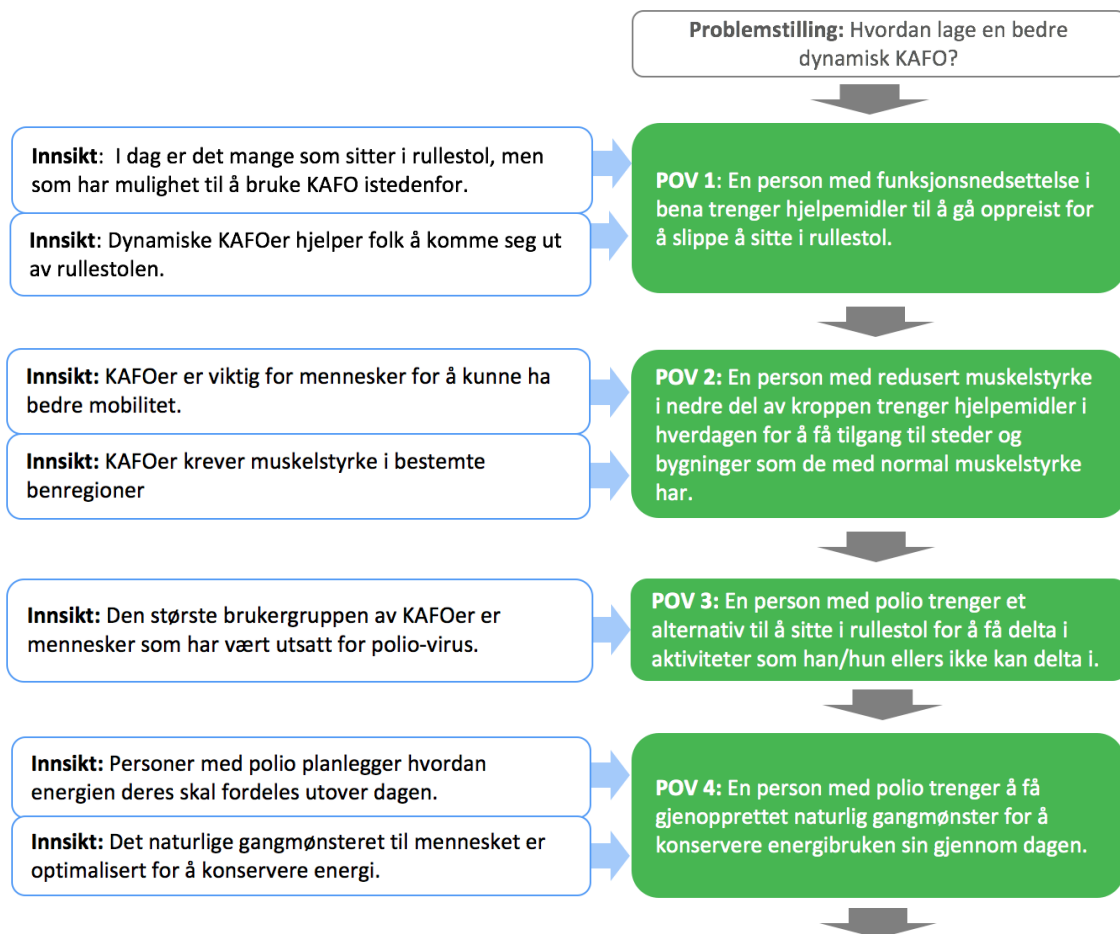 Problemstilling: Hvordan lage en bedre
dynamisk KAFO?
Innsikt:  I dag er det mange som sitter i rullestol, men
som har mulighet til å bruke KAFO istedenfor.
Innsikt: Dynamiske KAFOer hjelper folk å komme seg ut
av rullestolen.
POV 1: En person med funksjonsnedsettelse i
bena trenger hjelpemidler til å gå oppreist for
å slippe å sitte i rullestol.
Innsikt: KAFOer er viktig for mennesker for å kunne ha
bedre mobilitet.
Innsikt: KAFOer krever muskelstyrke i bestemte
benregioner
POV 2: En person med redusert muskelstyrke
i nedre del av kroppen trenger hjelpemidler i
hverdagen for å få tilgang til steder og
bygninger som de med normal muskelstyrke
har.
Innsikt: Den største brukergruppen av KAFOer er
mennesker som har vært utsatt for polio-virus.
POV 3: En person med polio trenger et
alternativ til å sitte i rullestol for å få delta i
aktiviteter som han/hun ellers ikke kan delta i.
Innsikt: Personer med polio planlegger hvordan
energien deres skal fordeles utover dagen.
Innsikt: Det naturlige gangmønsteret til mennesket er
optimalisert for å konservere energi.
POV 4: En person med polio trenger å få
gjenopprettet naturlig gangmønster for å
konservere energibruken sin gjennom dagen.